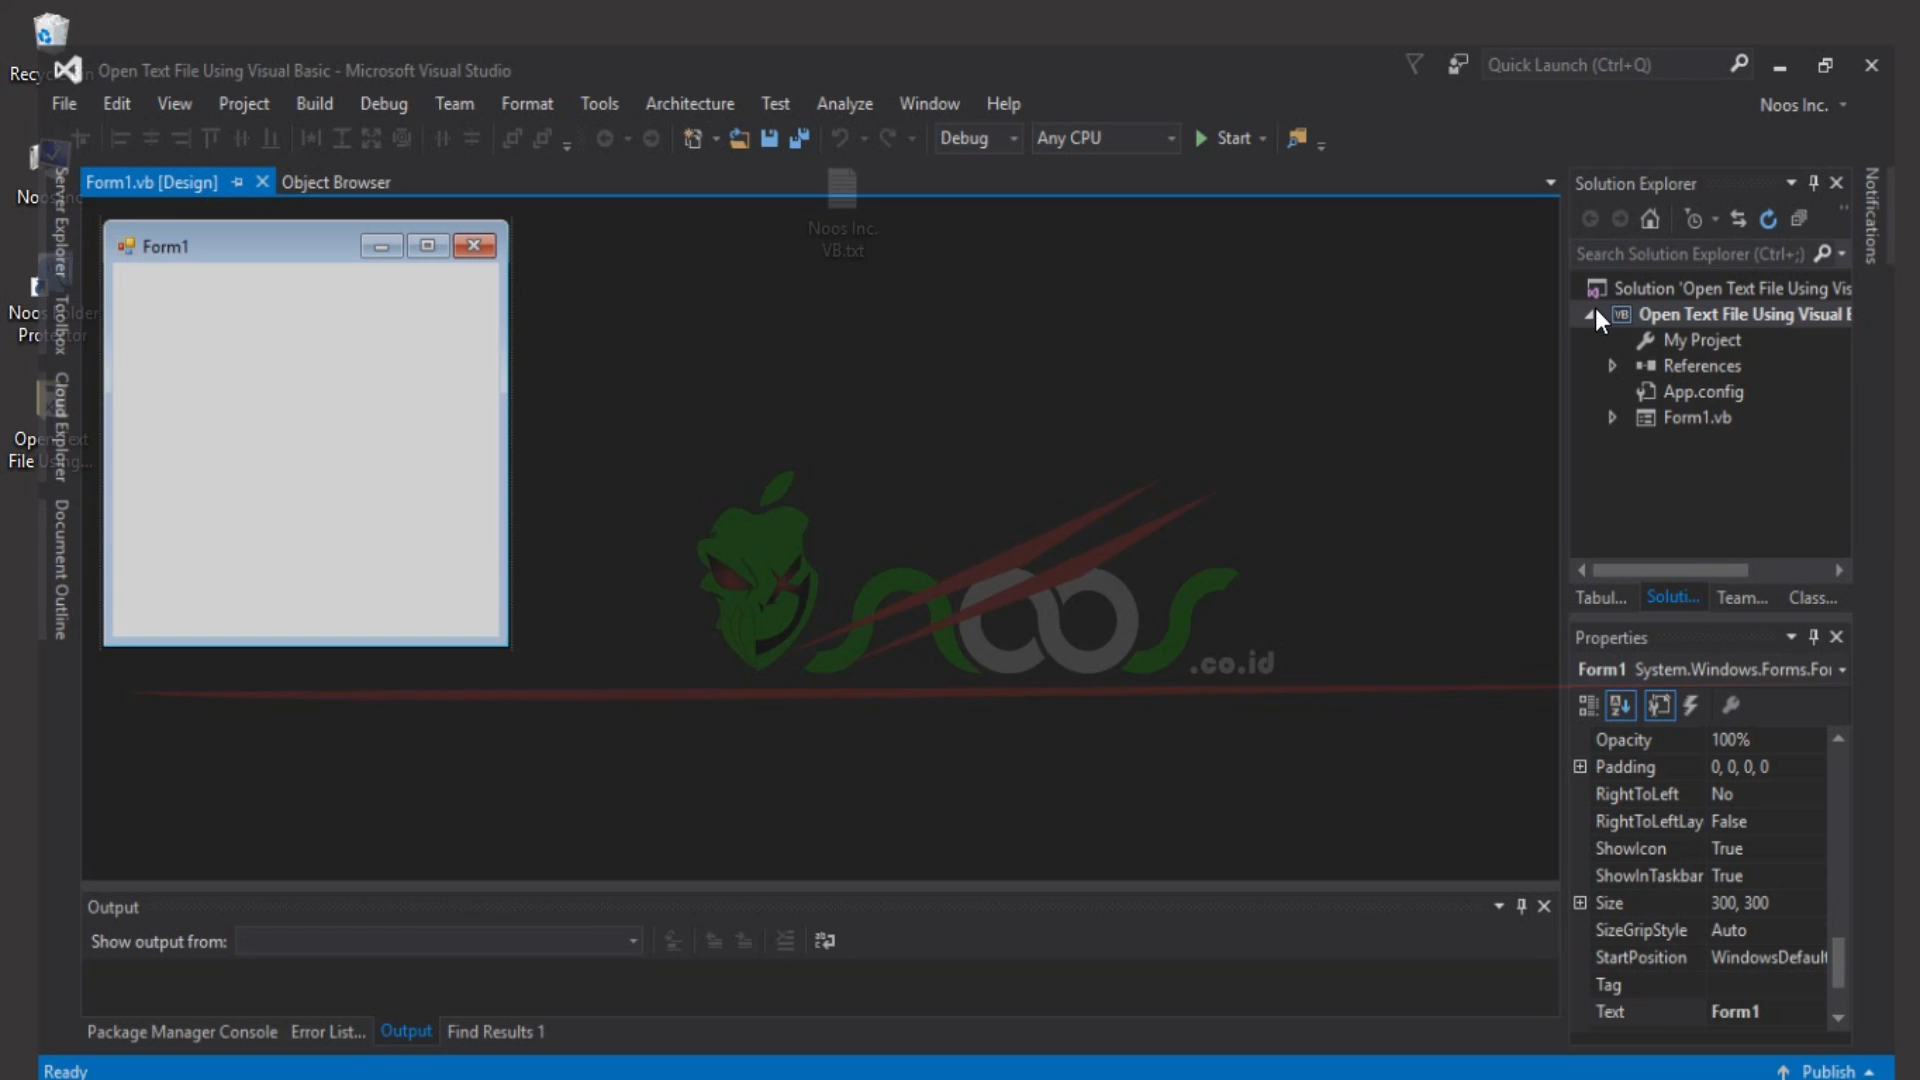 Open Text File Using Visual Basic - Microsoft Visual Studio
Quick Launch (Ctrl+Q)
File Edit View Project Build Debug Team Format Tools Architecture Test Analyze Window Help
Noos Inc.
Debug Any CPU Start
Form1.vb [Design] Object Browser
Form1
Noos Inc.
VB.txt
Server Explorer
Toolbox
Cloud Explorer
Document Outline
noos
.co.id
Notifications
Solution Explorer
Search Solution Explorer (Ctrl+;)
Solution 'Open Text File Using Vis
VB Open Text File Using Visual
My Project
References
App.config
Form1.vb
Tabul... Soluti... Team... Class...
Properties
Form1 System.Windows.Forms.For
Opacity 100%
Padding 0, 0, 0, 0
RightToLeft No
RightToLeftLay False
ShowIcon True
ShowInTaskbar True
Size 300, 300
SizeGripStyle Auto
StartPosition WindowsDefault
Tag
Text Form1
Output
Show output from:
Package Manager Console Error List... Output Find Results 1
Ready
Publish